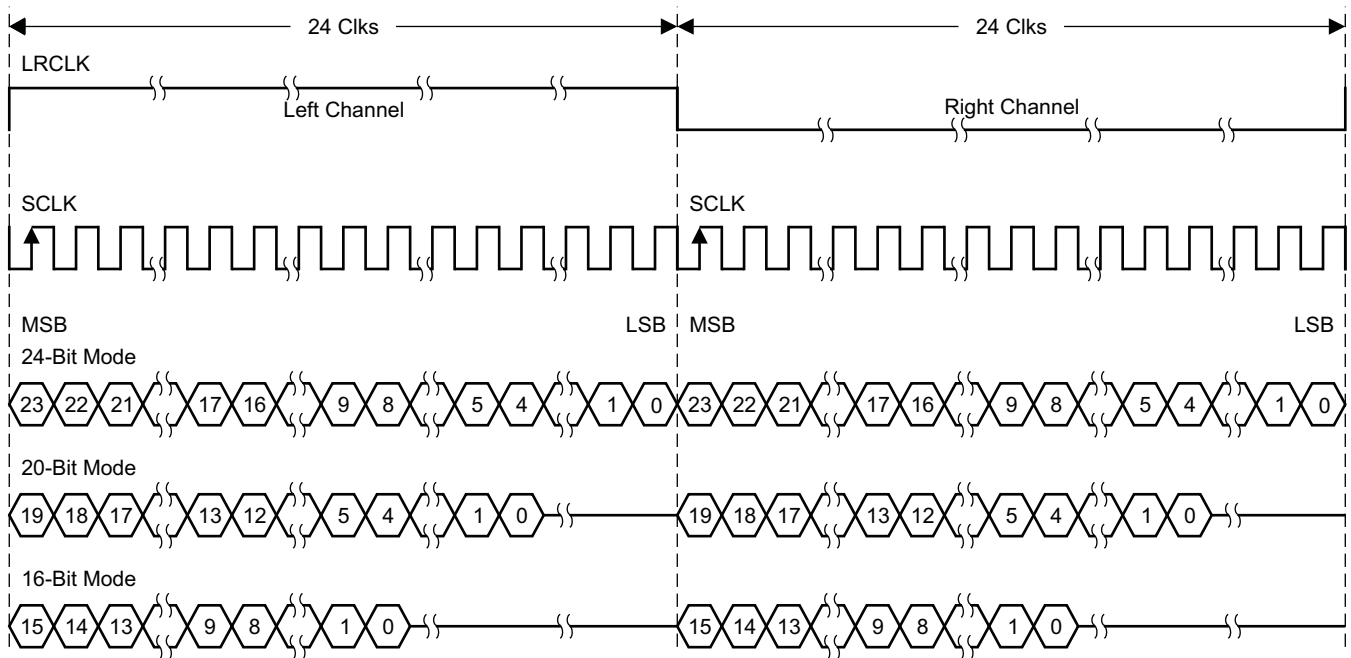 24 Clks 24 Clks
LRCLK
Left Channel Right Channel
SCLK SCLK
MSB LSB MSB LSB
24-Bit Mode
23 22 21 17 16 9 8 5 4 1 0 23 22 21 17 16 9 8 5 4 1 0
20-Bit Mode
19 18 17 13 12 5 4 1 0 19 18 17 13 12 5 4 1 0
16-Bit Mode
15 14 13 9 8 1 0 15 14 13 9 8 1 0